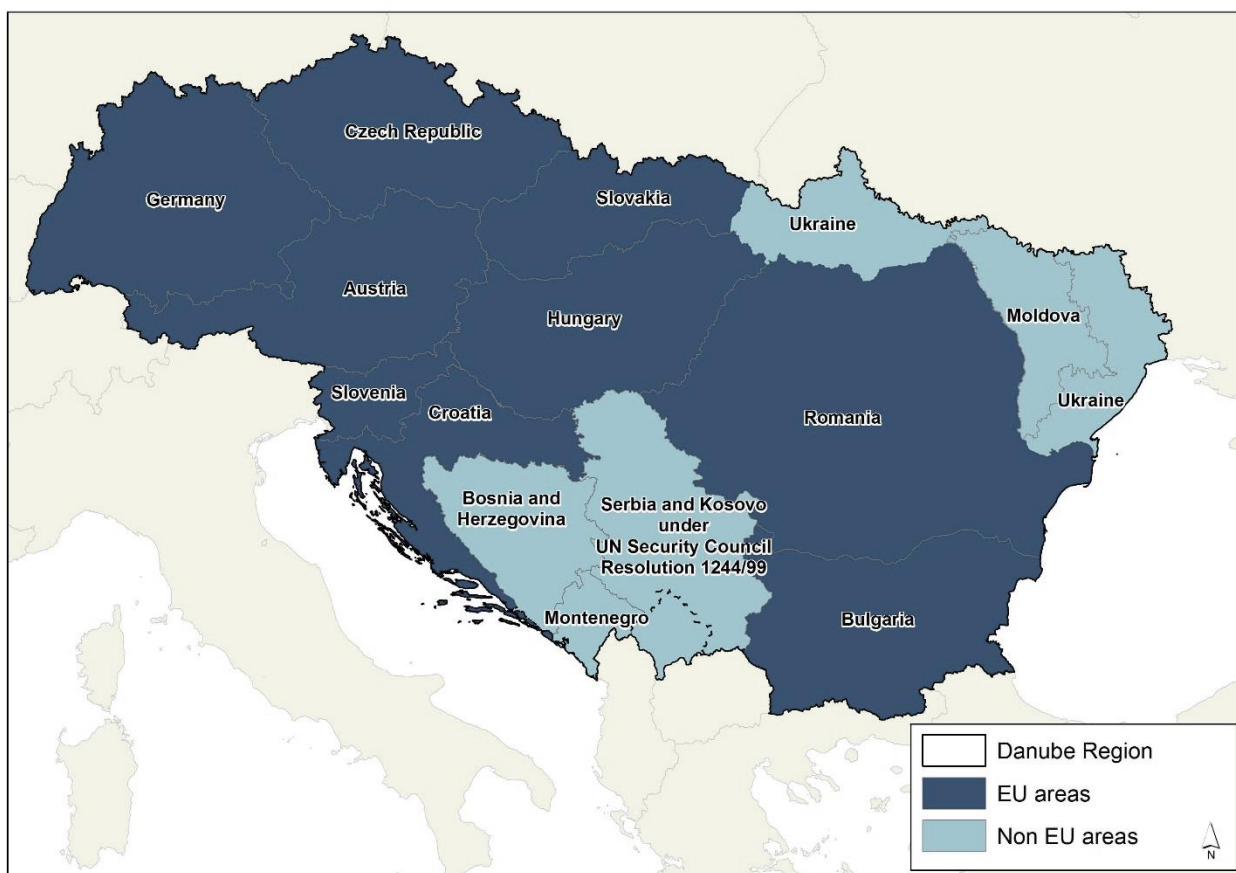 Czech Republic
Germany
Slovakia
Ukraine
Austria
Hungary
Moldova
Slovenia
Croatia
Romania
Ukraine
Bosnia and
Herzegovina
Serbia and Kosovo
under
UN Security Council
Resolution 1244/99
Montenegro
Bulgaria
Danube Region
EU areas
Non EU areas
N